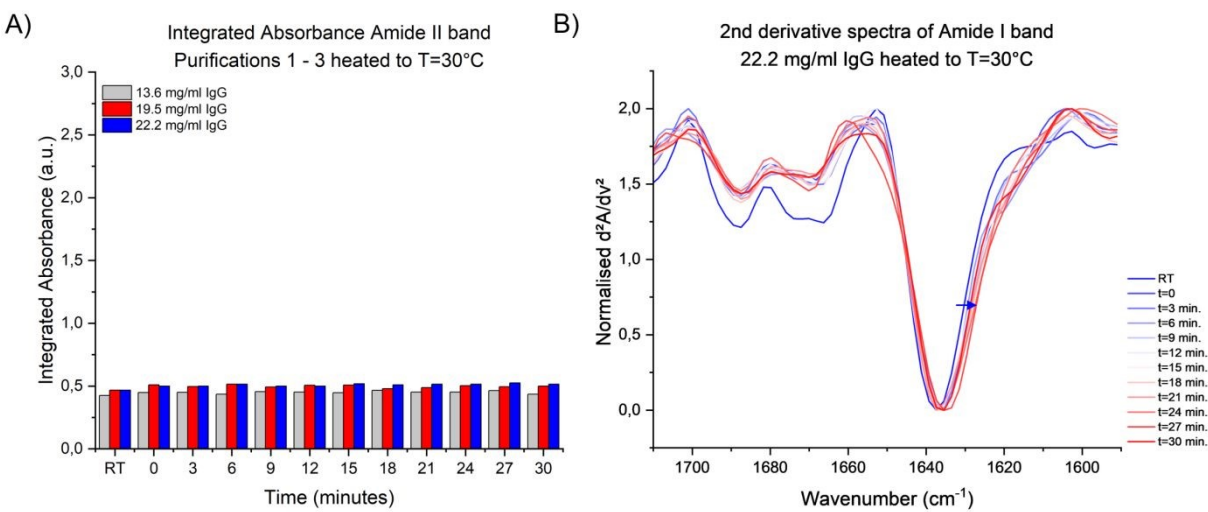 A)
Integrated Absorbance Amide II band
Purifications 1 - 3 heated to T=30°C
Integrated Absorbance (a.u.)
3,0
2,5
2,0
1,5
1,0
0,5
0,0
13.6 mg/ml IgG
19.5 mg/ml IgG
22.2 mg/ml IgG
RT 0 3 6 9 12 15 18 21 24 27 30
Time (minutes)
B)
2nd derivative spectra of Amide I band
22.2 mg/ml IgG heated to T=30°C
Normalised d²A/dv²
2,0
1,5
1,0
0,5
0,0
RT
t=0
t=3 min.
t=6 min.
t=9 min.
t=12 min.
t=15 min.
t=18 min.
t=21 min.
t=24 min.
t=27 min.
t=30 min.
1700 1680 1660 1640 1620 1600
Wavenumber (cm⁻¹)